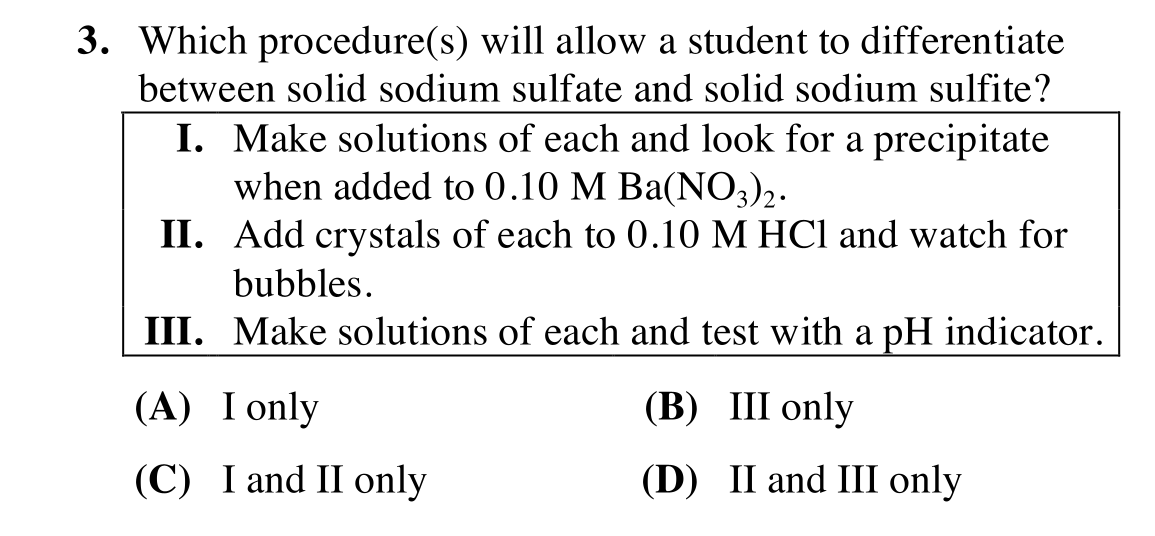 3. Which procedure(s) will allow a student to differentiate
between solid sodium sulfate and solid sodium sulfite?
I. Make solutions of each and look for a precipitate
when added to 0.10 M Ba(NO₃)₂.
II. Add crystals of each to 0.10 M HCl and watch for
bubbles.
III. Make solutions of each and test with a pH indicator.
(A) I only (B) III only
(C) I and II only (D) II and III only